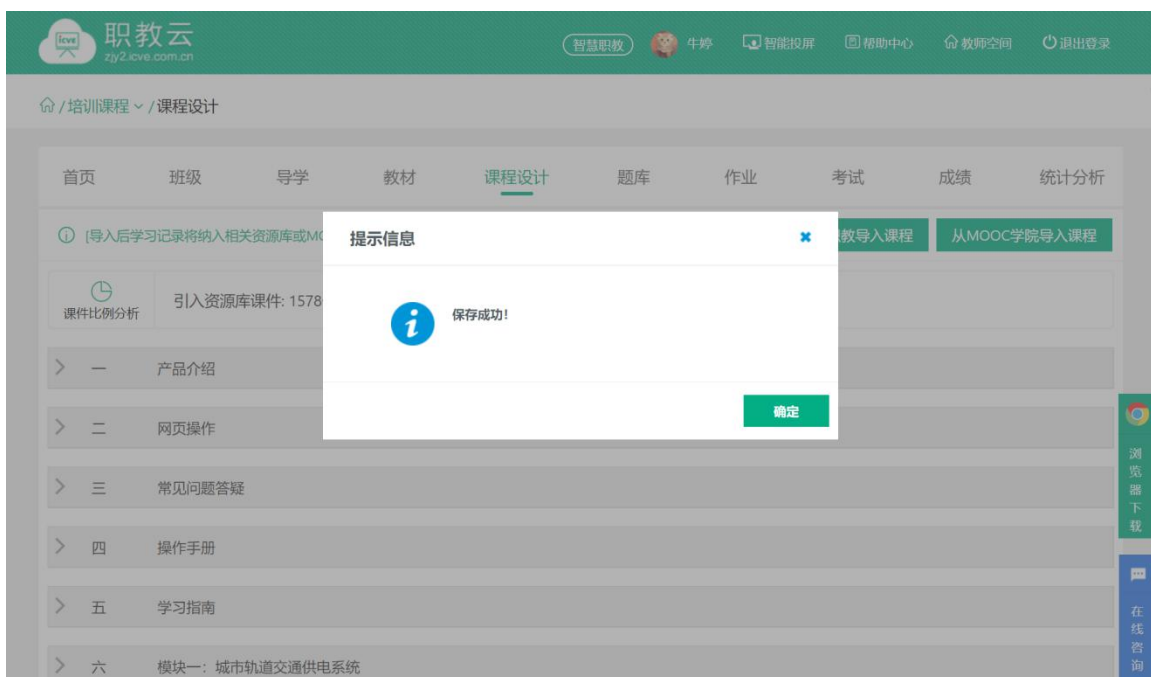 icve
职教云
zjy2.icve.com.cn
智慧职教
牛婷
智能投屏
帮助中心
教师空间
退出登录
/培训课程 /课程设计
首页 班级 导学 教材 课程设计 题库 作业 考试 成绩 统计分析
[导入后学习记录将纳入相关资源库或MO
教导入课程
从MOOC学院导入课程
提示信息
保存成功!
确定
课件比例分析
引入资源库课件: 1578
一 产品介绍
二 网页操作
三 常见问题答疑
四 操作手册
五 学习指南
六 模块一：城市轨道交通供电系统
浏览器下载
在线咨询